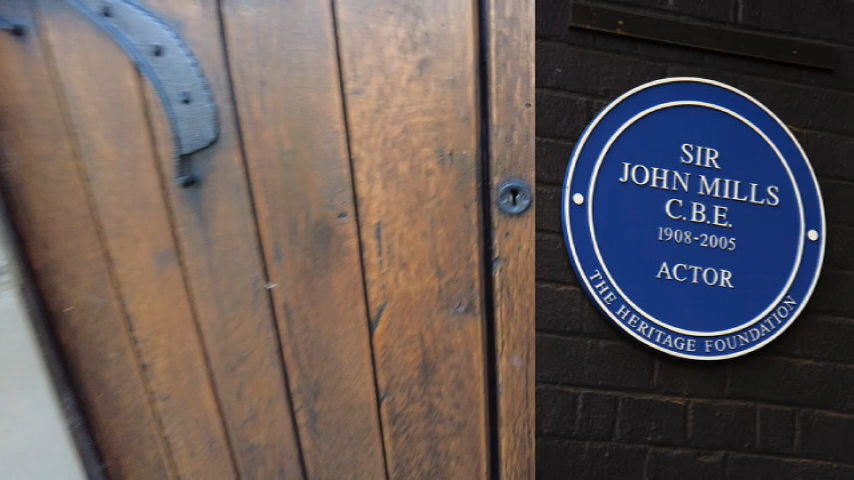 SIR
JOHN MILLS
C.B.E.
1908-2005
ACTOR
THE HERITAGE FOUNDATION